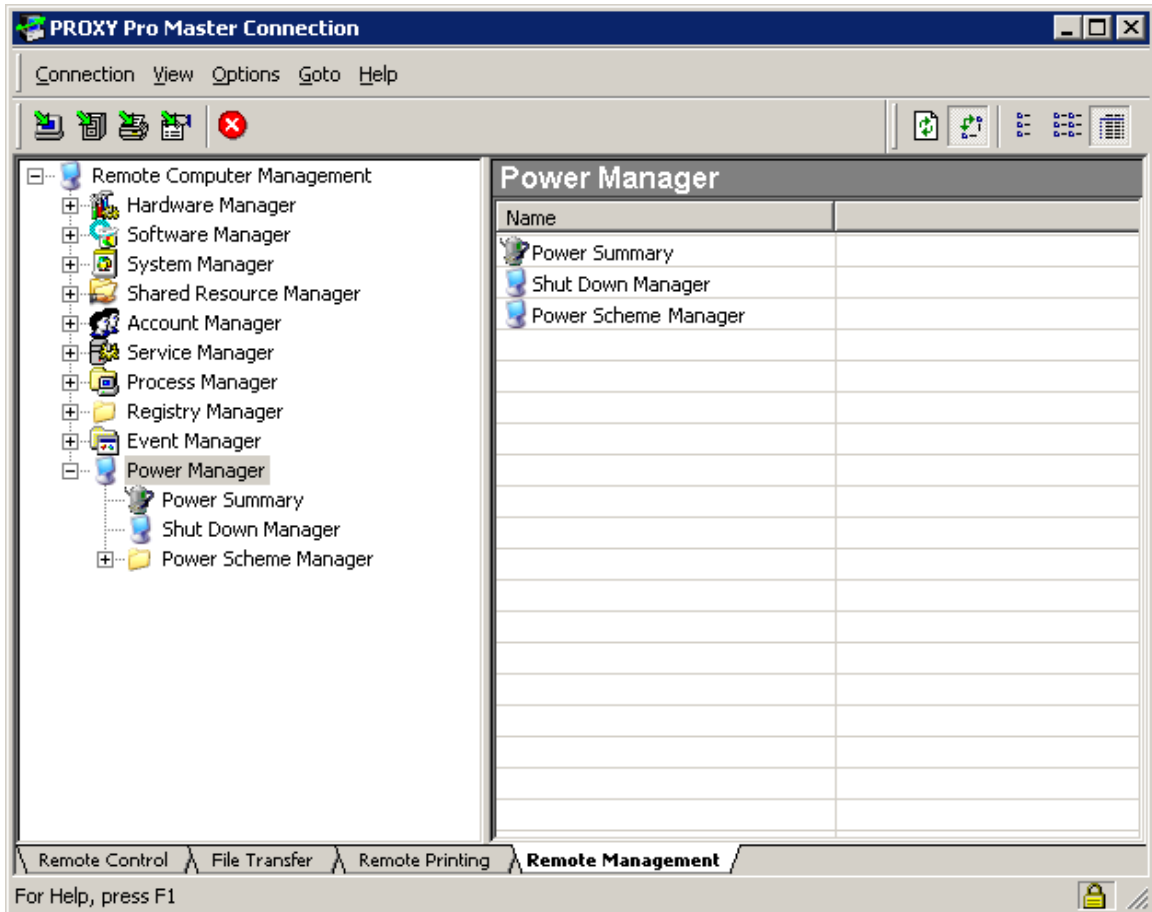 PROXY Pro Master Connection
Connection View Options Goto Help
Remote Computer Management
Hardware Manager
Software Manager
System Manager
Shared Resource Manager
Account Manager
Service Manager
Process Manager
Registry Manager
Event Manager
Power Manager
Power Summary
Shut Down Manager
Power Scheme Manager
Power Manager
Name
Power Summary
Shut Down Manager
Power Scheme Manager
Remote Control File Transfer Remote Printing Remote Management
For Help, press F1